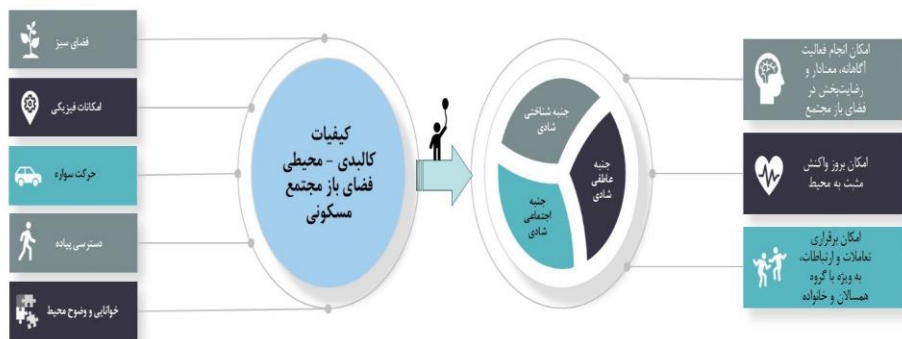 فضای سبز
امکانات فیزیکی
حرکت سواره
دسترسی پیاده
خوانایی و وضوح محیط
کیفیات
کالبدی - محیطی
فضای باز مجتمع
مسکونی
جنبه شناختی
شادی
جنبه
عاطفی
شادی
جنبه
اجتماعی
شادی
امکان انجام فعالیت
آگاهانه، معنادار و
رضایت‌بخش در
فضای باز مجتمع
امکان بروز واکنش
مثبت به محیط
امکان برقراری
تعاملات و ارتباطات،
به ویژه با گروه
همسالان و خانواده